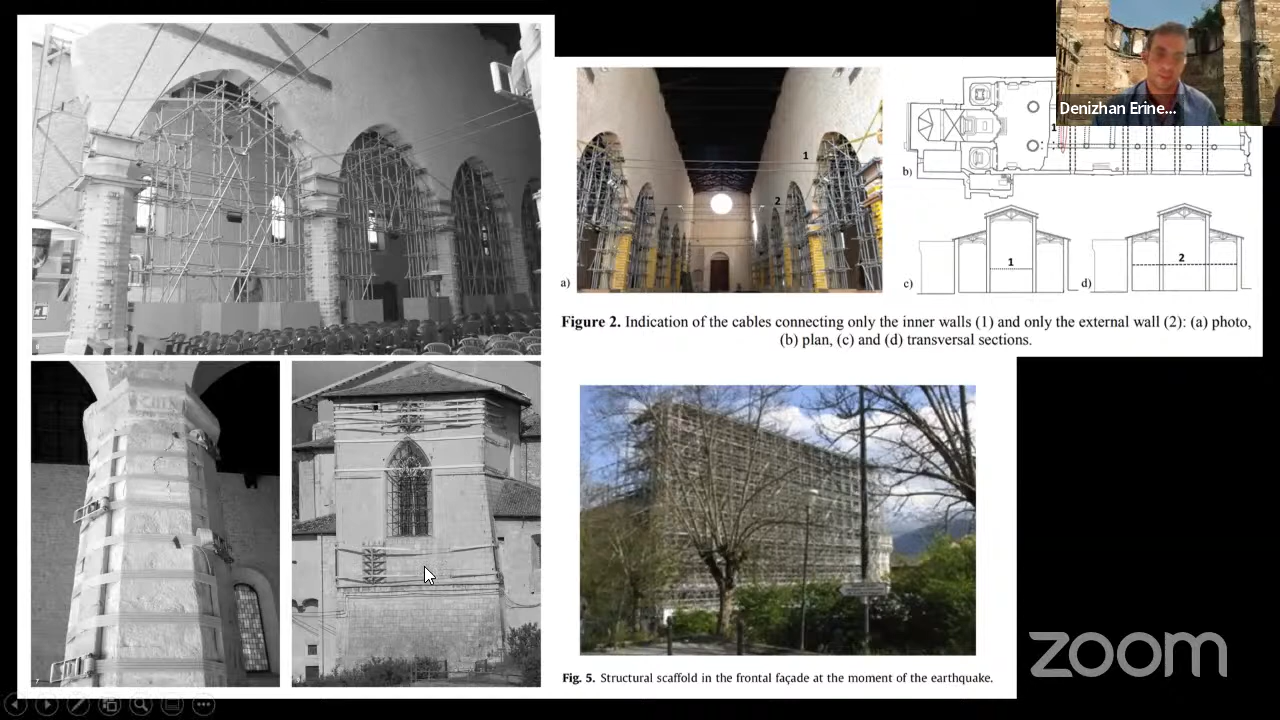 Denizhan Erine...
1
2
a)
1
b)
1
c)
2
d)
Figure 2. Indication of the cables connecting only the inner walls (1) and only the external wall (2): (a) photo,
(b) plan, (c) and (d) transversal sections.
Fig. 5. Structural scaffold in the frontal façade at the moment of the earthquake.
zoom